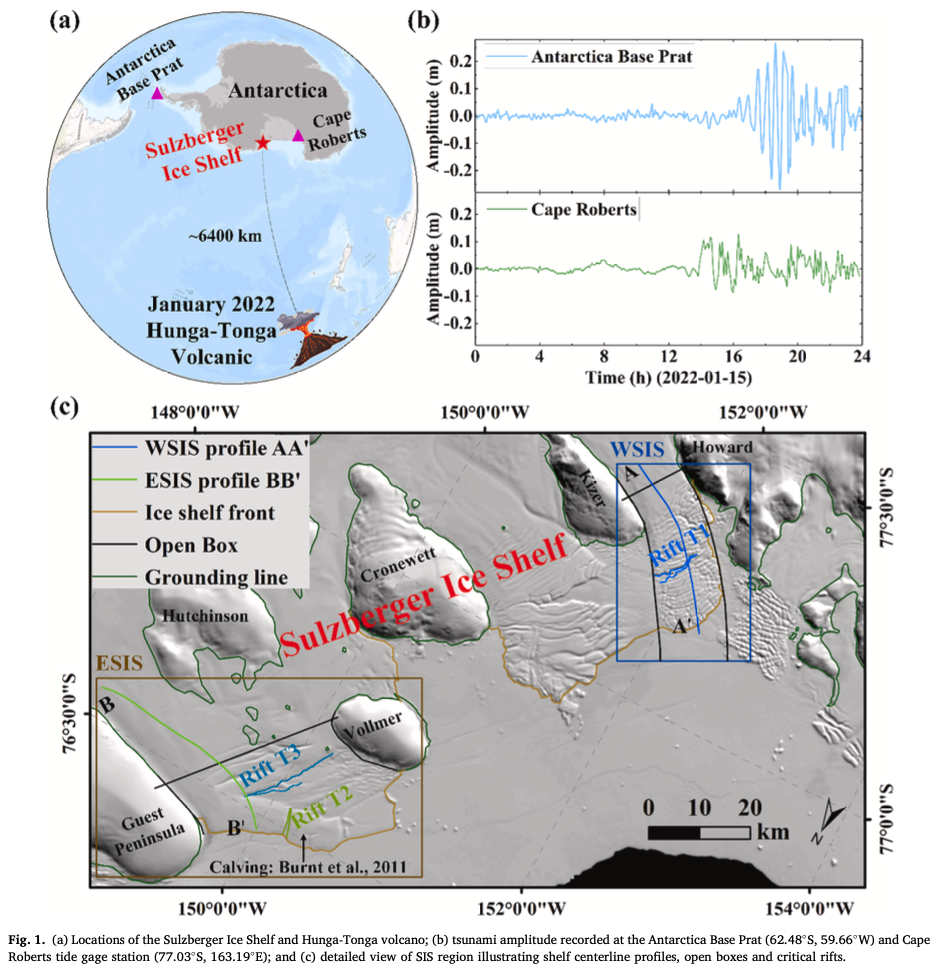 (a)
Antarctica
Base Prat
Antarctica
Cape
Roberts
Sulzberger
Ice Shelf
~6400 km
January 2022
Hunga-Tonga
Volcanic
(b)
Antarctica Base Prat
Amplitude (m)
0.2
0.1
0.0
-0.1
-0.2
Cape Roberts
Amplitude (m)
0.2
0.1
0.0
-0.1
-0.2
0 4 8 12 16 20 24
Time (h) (2022-01-15)
(c)
148°0'0"W 150°0'0"W 152°0'0"W
WSIS profile AA'
ESIS profile BB'
Ice shelf front
Open Box
Grounding line
WSIS
Howard
A
Kizer
Rift T1
A'
77°30'0"S
Cronewett
Sulzberger Ice Shelf
Hutchinson
ESIS
B
76°30'0"S
Vollmer
Rift T3
Rift T2
Guest
Peninsula
B'
Calving: Burnt et al., 2011
0 10 20
km
N
77°0'0"S
150°0'0"W 152°0'0"W 154°0'0"W
Fig. 1. (a) Locations of the Sulzberger Ice Shelf and Hunga-Tonga volcano; (b) tsunami amplitude recorded at the Antarctica Base Prat (62.48°S, 59.66°W) and Cape
Roberts tide gage station (77.03°S, 163.19°E); and (c) detailed view of SIS region illustrating shelf centerline profiles, open boxes and critical rifts.